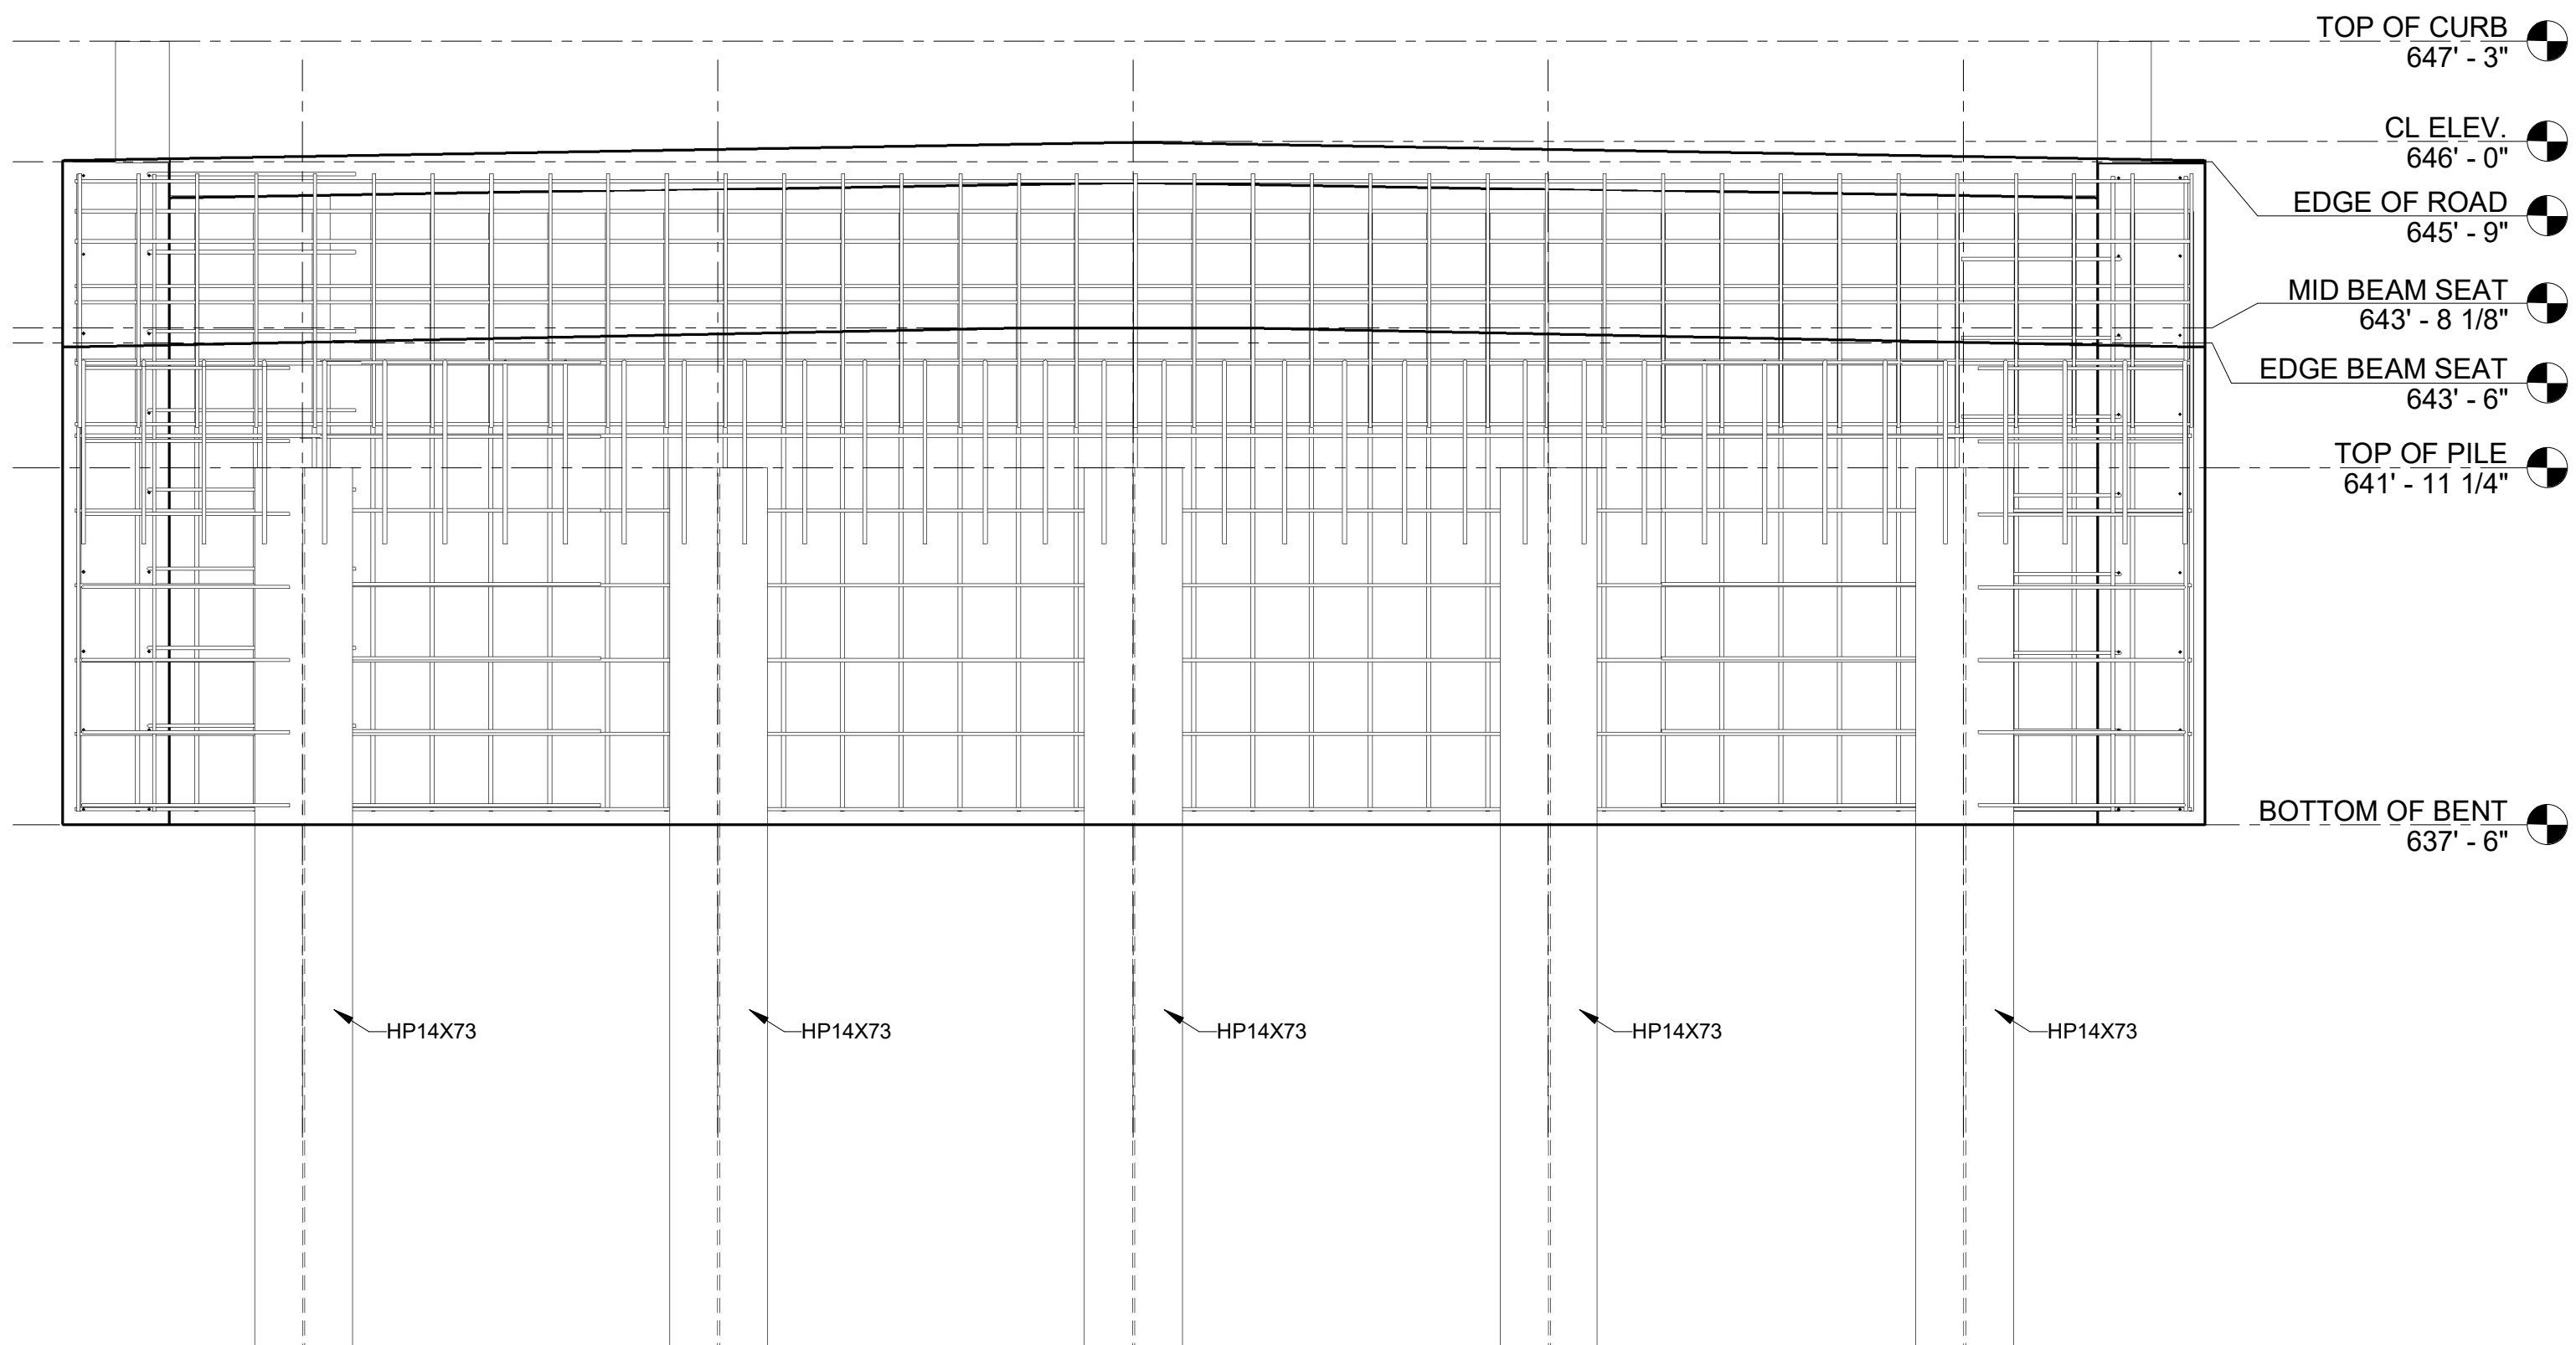 TOP OF CURB
647' - 3"
CL ELEV.
646' - 0"
EDGE OF ROAD
645' - 9"
MID BEAM SEAT
643' - 8 1/8"
EDGE BEAM SEAT
643' - 6"
TOP OF PILE
641' - 11 1/4"
BOTTOM OF BENT
637' - 6"
HP14X73
HP14X73
HP14X73
HP14X73
HP14X73